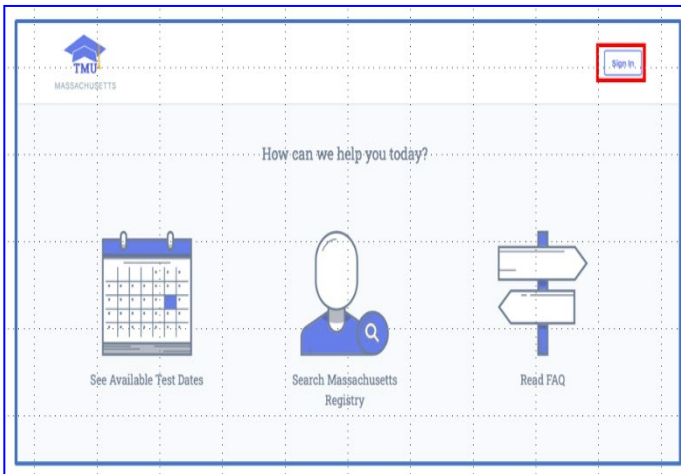 TMU
MASSACHUSETTS
Sign In
How can we help you today?
See Available Test Dates
Search Massachusetts
Registry
Read FAQ